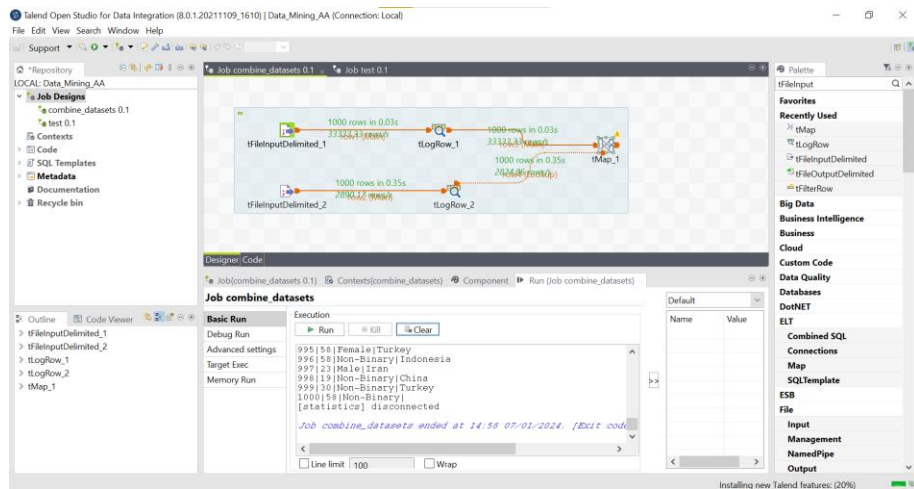 Talend Open Studio for Data Integration (8.0.1.20211109_1610) | Data_Mining_AA (Connection: Local)
File Edit View Search Window Help
Support
*Repository
LOCAL: Data_Mining_AA
Job Designs
combine_datasets 0.1
test 0.1
Contexts
Code
SQL Templates
Metadata
Documentation
Recycle bin
Job combine_datasets 0.1
Job test 0.1
1000 rows in 0.03s
tFileInputDelimited_1
tLogRow_1
1000 rows in 0.03s
1000 rows in 0.35s
tMap_1
1000 rows in 0.35s
tFileInputDelimited_2
tLogRow_2
Designer Code
Job(combine_datasets 0.1) Contexts(combine_datasets) Component Run (Job combine_datasets)
Job combine_datasets
Basic Run
Debug Run
Advanced settings
Target Exec
Memory Run
Execution
Run Kill Clear
995|58|Female|Turkey
996|58|Non-Binary|Indonesia
997|23|Male|Iran
998|19|Non-Binary|China
999|30|Non-Binary|Turkey
1000|58|Non-Binary|
[statistics] disconnected
Job combine_datasets ended at 14:58 07/01/2024. [Exit code
Line limit 100 Wrap
>>
Default
Name Value
Outline Code Viewer
tFileInputDelimited_1
tFileInputDelimited_2
tLogRow_1
tLogRow_2
tMap_1
Palette
tFileInput
Favorites
Recently Used
tMap
tLogRow
tFileInputDelimited
tFileOutputDelimited
tFilterRow
Big Data
Business Intelligence
Business
Cloud
Custom Code
Data Quality
Databases
DotNET
ELT
Combined SQL
Connections
Map
SQLTemplate
ESB
File
Input
Management
NamedPipe
Output
Installing new Talend features: (20%)